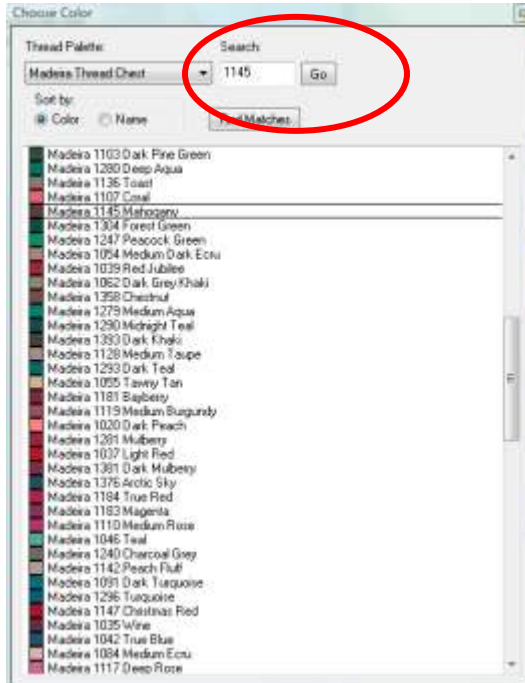 Choose Color
Thread Palette: Search:
Madeira Thread Chest 1145 Go
Sort by:
Color Name Find Matches
Madeira 1103 Dark Pine Green
Madeira 1280 Deep Aqua
Madeira 1136 Toast
Madeira 1107 Coral
Madeira 1145 Mahogany
Madeira 1304 Forest Green
Madeira 1247 Peacock Green
Madeira 1054 Medium Dark Ecru
Madeira 1039 Red Jubilee
Madeira 1062 Dark Grey Khaki
Madeira 1358 Chestnut
Madeira 1279 Medium Aqua
Madeira 1290 Midnight Teal
Madeira 1393 Dark Khaki
Madeira 1128 Medium Taupe
Madeira 1293 Dark Teal
Madeira 1055 Tawny Tan
Madeira 1181 Bayberry
Madeira 1119 Medium Burgundy
Madeira 1020 Dark Peach
Madeira 1281 Mulberry
Madeira 1037 Light Red
Madeira 1381 Dark Mulberry
Madeira 1376 Arctic Sky
Madeira 1184 True Red
Madeira 1183 Magenta
Madeira 1110 Medium Rose
Madeira 1046 Teal
Madeira 1240 Charcoal Grey
Madeira 1142 Peach Fluff
Madeira 1091 Dark Turquoise
Madeira 1296 Turquoise
Madeira 1147 Christmas Red
Madeira 1035 Wine
Madeira 1042 True Blue
Madeira 1084 Medium Ecru
Madeira 1117 Deep Rose